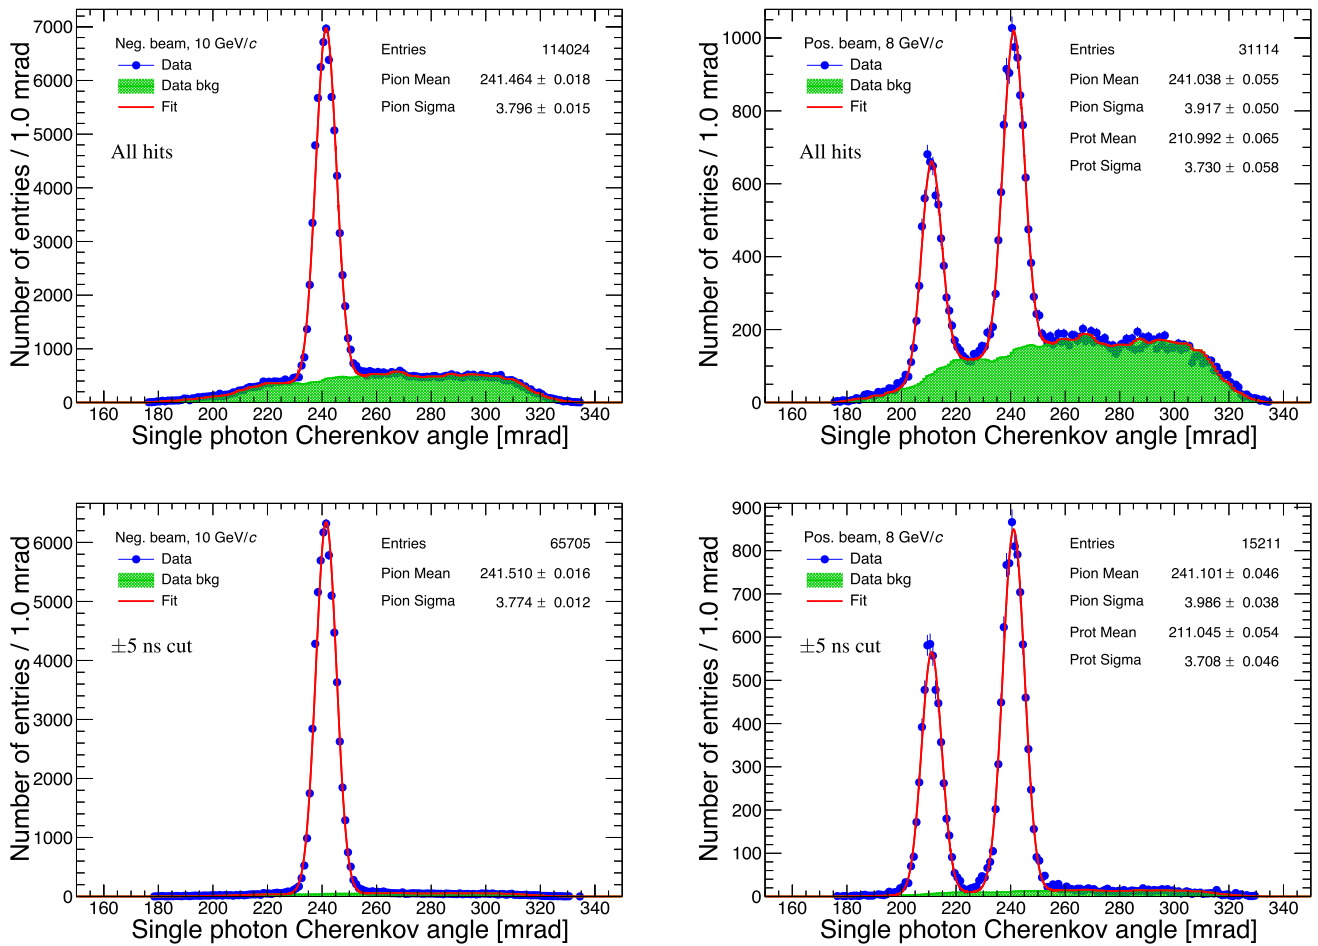 Neg. beam, 10 GeV/c
Data
Data bkg
Fit
All hits
Entries 114024
Pion Mean 241.464 ± 0.018
Pion Sigma 3.796 ± 0.015
Number of entries / 1.0 mrad
7000
6000
5000
4000
3000
2000
1000
0
160 180 200 220 240 260 280 300 320 340
Single photon Cherenkov angle [mrad]
Pos. beam, 8 GeV/c
Data
Data bkg
Fit
All hits
Entries 31114
Pion Mean 241.038 ± 0.055
Pion Sigma 3.917 ± 0.050
Prot Mean 210.992 ± 0.065
Prot Sigma 3.730 ± 0.058
Number of entries / 1.0 mrad
1000
800
600
400
200
0
160 180 200 220 240 260 280 300 320 340
Single photon Cherenkov angle [mrad]
Neg. beam, 10 GeV/c
Data
Data bkg
Fit
±5 ns cut
Entries 65705
Pion Mean 241.510 ± 0.016
Pion Sigma 3.774 ± 0.012
Number of entries / 1.0 mrad
6000
5000
4000
3000
2000
1000
0
160 180 200 220 240 260 280 300 320 340
Single photon Cherenkov angle [mrad]
Pos. beam, 8 GeV/c
Data
Data bkg
Fit
±5 ns cut
Entries 15211
Pion Mean 241.101 ± 0.046
Pion Sigma 3.986 ± 0.038
Prot Mean 211.045 ± 0.054
Prot Sigma 3.708 ± 0.046
Number of entries / 1.0 mrad
900
800
700
600
500
400
300
200
100
0
160 180 200 220 240 260 280 300 320 340
Single photon Cherenkov angle [mrad]